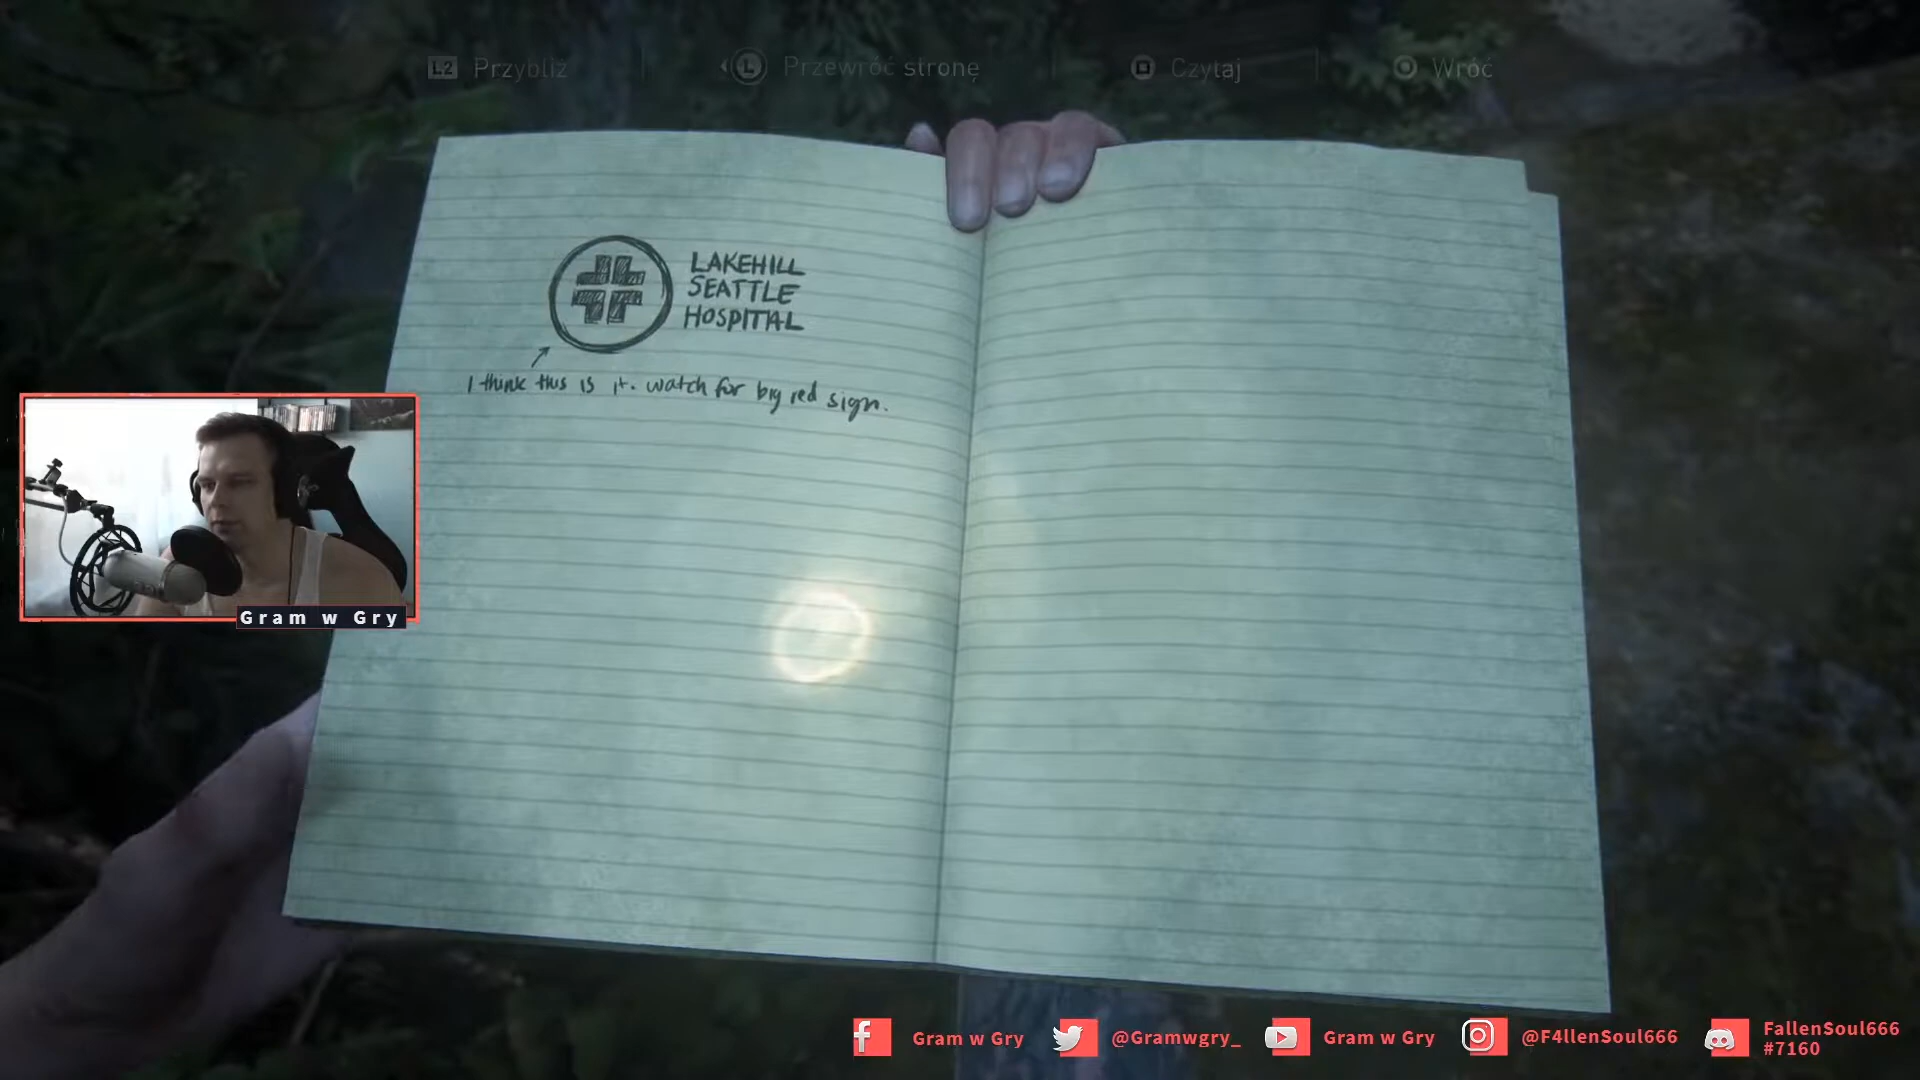 L2 Przybliż
L Przewróć stronę
Czytaj
Wróć
LAKEHILL
SEATTLE
HOSPITAL
I think this is it. watch for big red sign.
Gram w Gry
Gram w Gry
@Gramwgry_
Gram w Gry
@F4llenSoul666
FallenSoul666
#7160